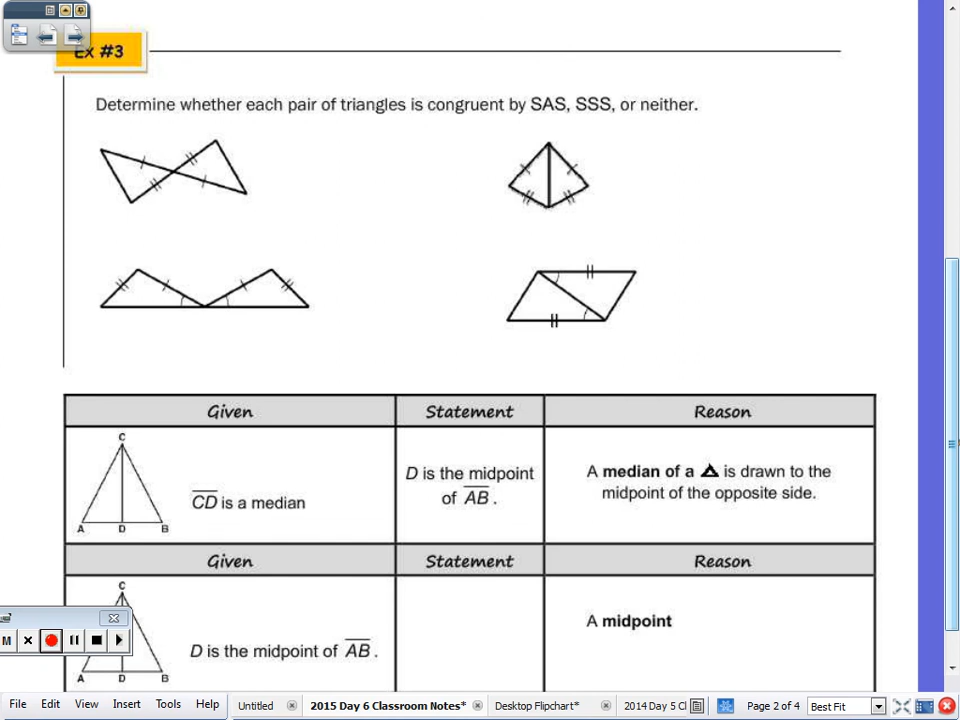 Ex #3
Determine whether each pair of triangles is congruent by SAS, SSS, or neither.
Given
Statement
Reason
C
A
D
B
CD is a median
D is the midpoint
of AB.
A median of a △ is drawn to the
midpoint of the opposite side.
Given
Statement
Reason
C
A
D
B
D is the midpoint of AB.
A midpoint
M
File Edit View Insert Tools Help
Untitled
2015 Day 6 Classroom Notes*
Desktop Flipchart*
2014 Day 5 Cl
Page 2 of 4
Best Fit